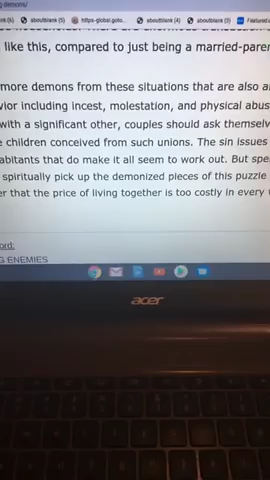 g demons/
nk (6) aboutblank (5) https-global.goto... aboutblank (4) aboutblank (3) Featured
like this, compared to just being a married-paren
more demons from these situations that are also a
vior including incest, molestation, and physical abus
with a significant other, couples should ask themselv
e children conceived from such unions. The sin issues
abitants that do make it all seem to work out. But spe
spiritually pick up the demonized pieces of this puzzle
er that the price of living together is too costly in every
ord:
G ENEMIES
acer